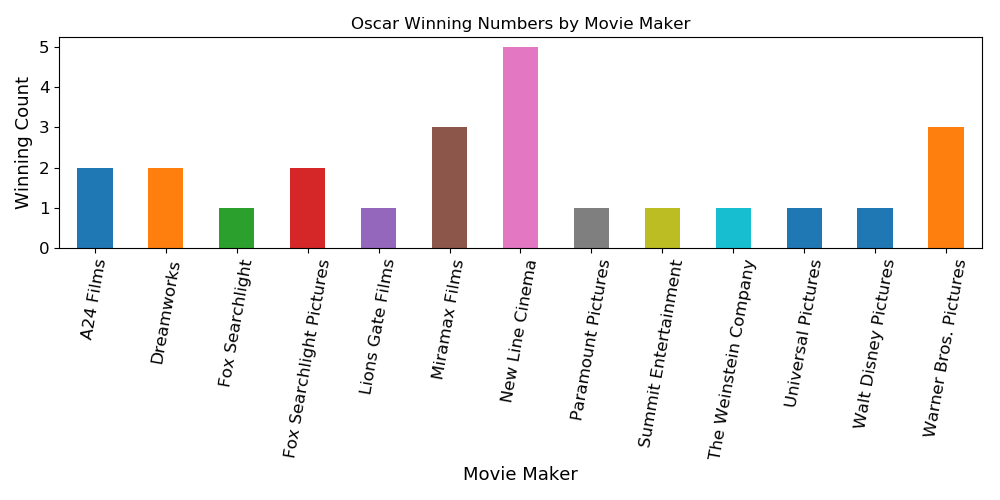 Oscar Winning Numbers by Movie Maker
Winning Count
5
4
3
2
1
0
A24 Films
Dreamworks
Fox Searchlight
Fox Searchlight Pictures
Lions Gate Films
Miramax Films
New Line Cinema
Paramount Pictures
Summit Entertainment
The Weinstein Company
Universal Pictures
Walt Disney Pictures
Warner Bros. Pictures
Movie Maker